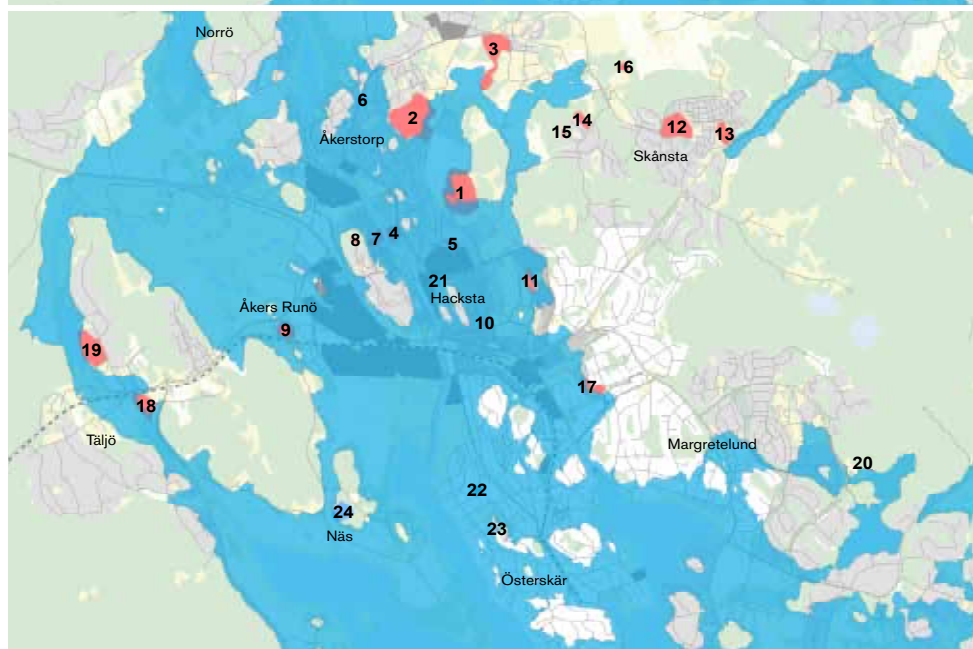 Norrö
3
16
6
2
14
15
12
13
Åkerstorp
Skånsta
1
8
7
4
5
21
11
Hacksta
Åkers Runö
9
10
19
17
18
Täljö
Margretelund
20
22
24
23
Näs
Österskär